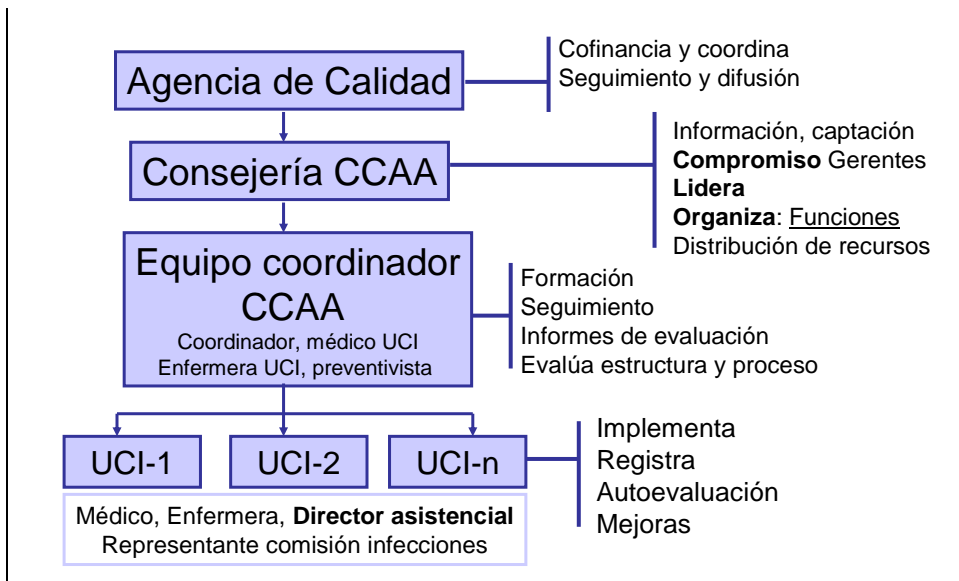 Agencia de Calidad
Cofinancia y coordina
Seguimiento y difusión
Consejería CCAA
Información, captación
Compromiso Gerentes
Lidera
Organiza: Funciones
Distribución de recursos
Equipo coordinador
CCAA
Coordinador, médico UCI
Enfermera UCI, preventivista
Formación
Seguimiento
Informes de evaluación
Evalúa estructura y proceso
UCI-1
UCI-2
UCI-n
Implementa
Registra
Autoevaluación
Mejoras
Médico, Enfermera, Director asistencial
Representante comisión infecciones